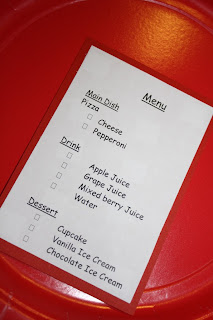 Menu
Main Dish
Pizza
Cheese
Pepperoni
Drink
Apple Juice
Grape Juice
Mixed berry Juice
Water
Dessert
Cupcake
Vanilla Ice Cream
Chocolate Ice Cream